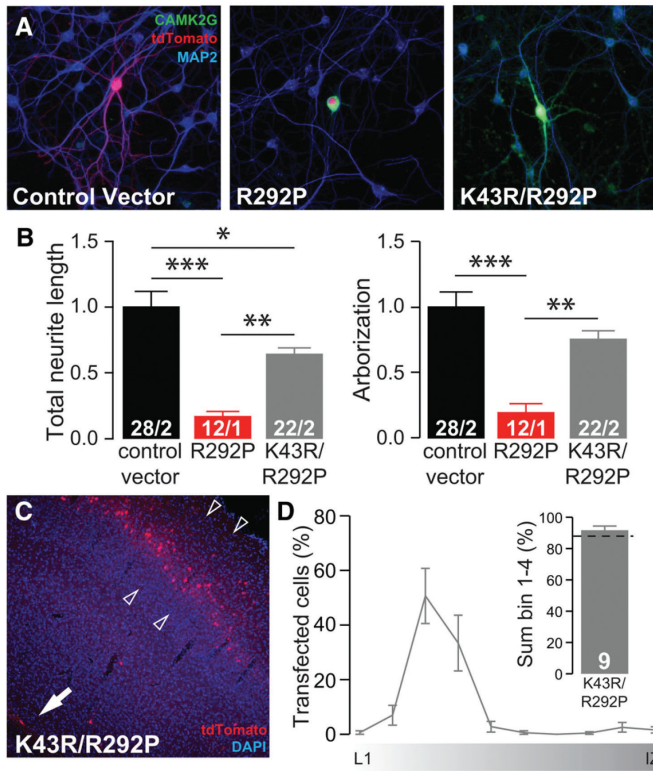 A
CAMK2G
tdTomato
MAP2
Control Vector
R292P
K43R/R292P
B
Total neurite length
1.5
1.0
0.5
0.0
*
***
**
28/2
12/1
22/2
control vector
R292P
K43R/
R292P
Arborization
1.5
1.0
0.5
0.0
***
**
28/2
12/1
22/2
control vector
R292P
K43R/
R292P
C
K43R/R292P
tdTomato
DAPI
D
Transfected cells (%)
80
60
40
20
0
L1
IZ
Sum bin 1-4 (%)
100
80
60
40
20
0
9
K43R/
R292P